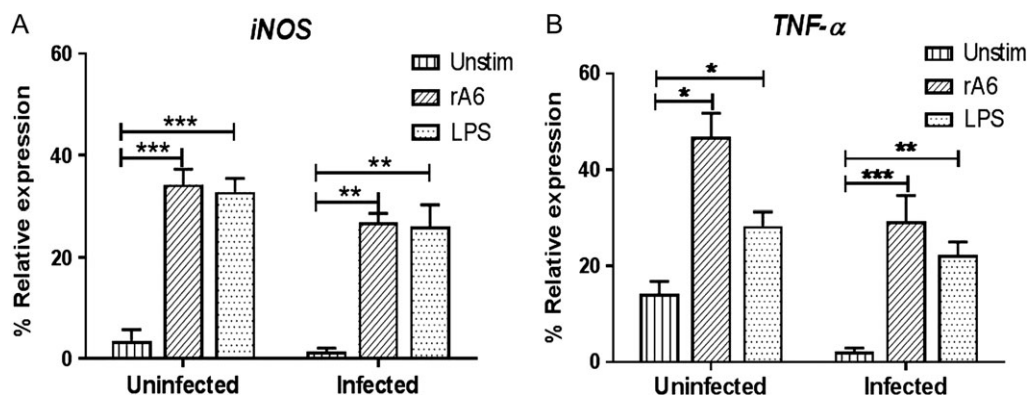 A
iNOS
% Relative expression
60
40
20
0
Unstim
rA6
LPS
***
***
**
**
Uninfected
Infected
B
TNF-α
% Relative expression
60
40
20
0
Unstim
rA6
LPS
*
*
**
***
Uninfected
Infected